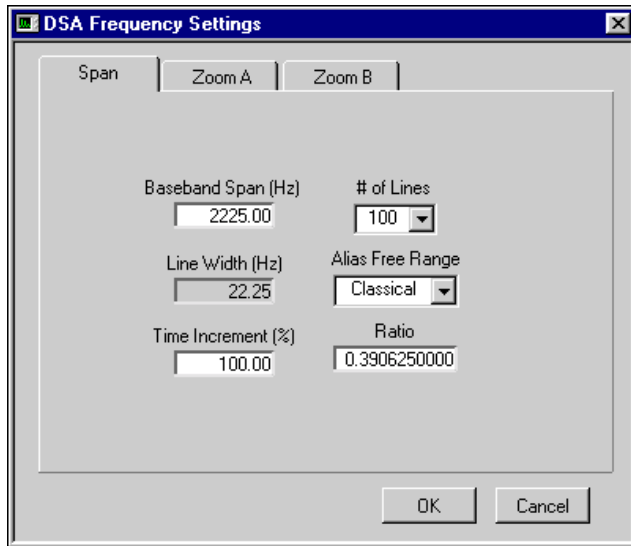 DSA Frequency Settings
Span
Zoom A
Zoom B
Baseband Span (Hz)
2225.00
# of Lines
100
Line Width (Hz)
22.25
Alias Free Range
Classical
Time Increment (%)
100.00
Ratio
0.3906250000
OK
Cancel